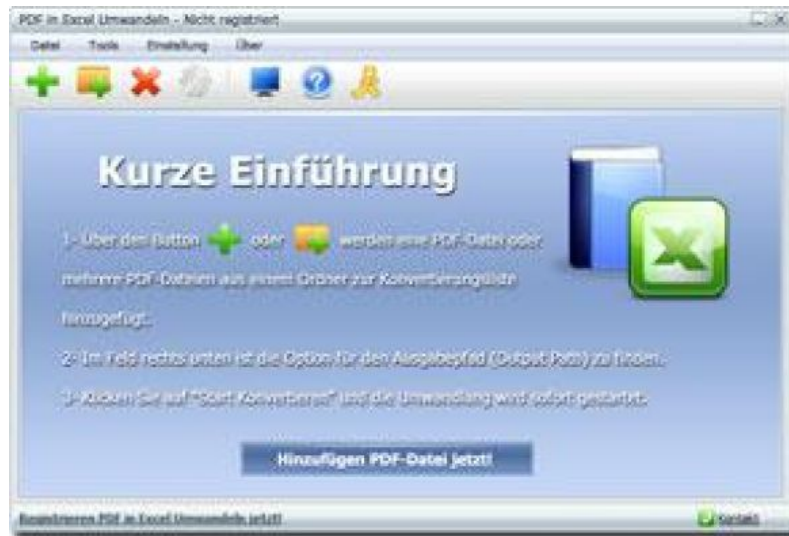 PDF in Excel Umwandeln - Nicht registriert
Datei Tools Einstellung Über
Kurze Einführung
1- Über den Button oder werden eine PDF-Datei oder
mehrere PDF-Dateien aus einem Ordner zur Konvertierungsliste
hinzugefügt.
2- Im Feld rechts unten ist die Option für den Ausgabepfad (Output Path) zu finden.
3- Klicken Sie auf "Start Konvertieren" und die Umwandlung wird sofort gestartet.
Hinzufügen PDF-Datei jetzt!
Registrieren PDF in Excel Umwandeln jetzt! Kontakt